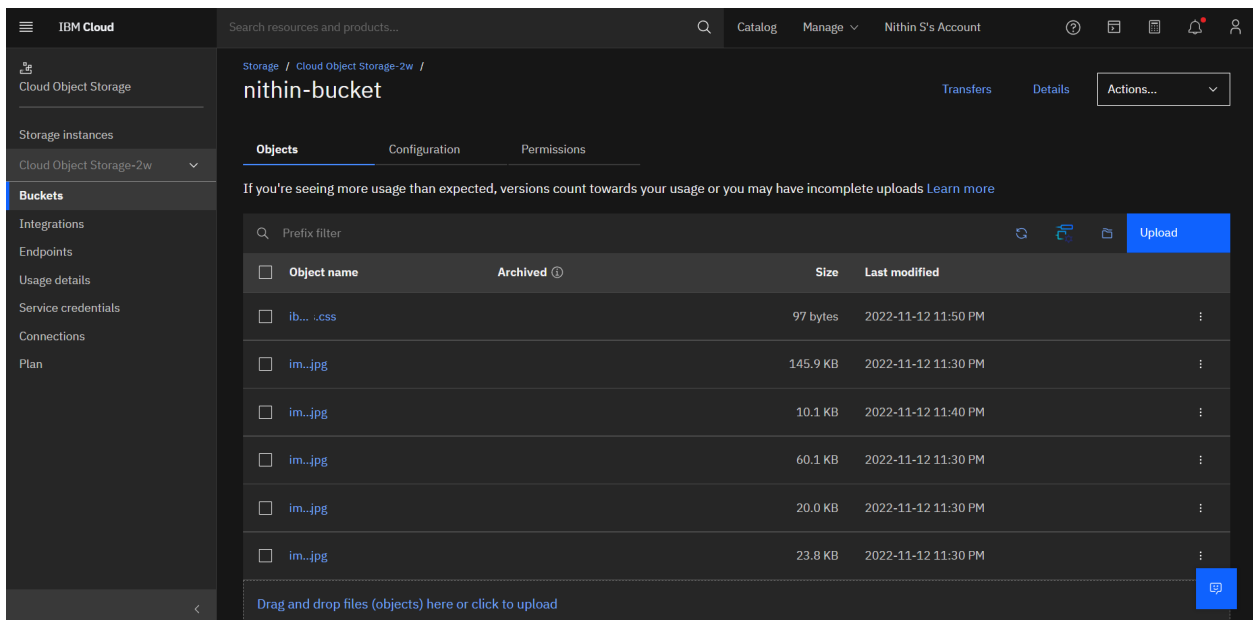 IBM Cloud
Search resources and products...
Catalog
Manage
Nithin S's Account
Cloud Object Storage
Storage instances
Cloud Object Storage-2w
Buckets
Integrations
Endpoints
Usage details
Service credentials
Connections
Plan
Storage / Cloud Object Storage-2w /
nithin-bucket
Transfers
Details
Actions...
Objects
Configuration
Permissions
If you're seeing more usage than expected, versions count towards your usage or you may have incomplete uploads Learn more
Prefix filter
Upload
Object name Archived Size Last modified
ib... .css 97 bytes 2022-11-12 11:50 PM
im...jpg 145.9 KB 2022-11-12 11:30 PM
im...jpg 10.1 KB 2022-11-12 11:40 PM
im...jpg 60.1 KB 2022-11-12 11:30 PM
im...jpg 20.0 KB 2022-11-12 11:30 PM
im...jpg 23.8 KB 2022-11-12 11:30 PM
Drag and drop files (objects) here or click to upload